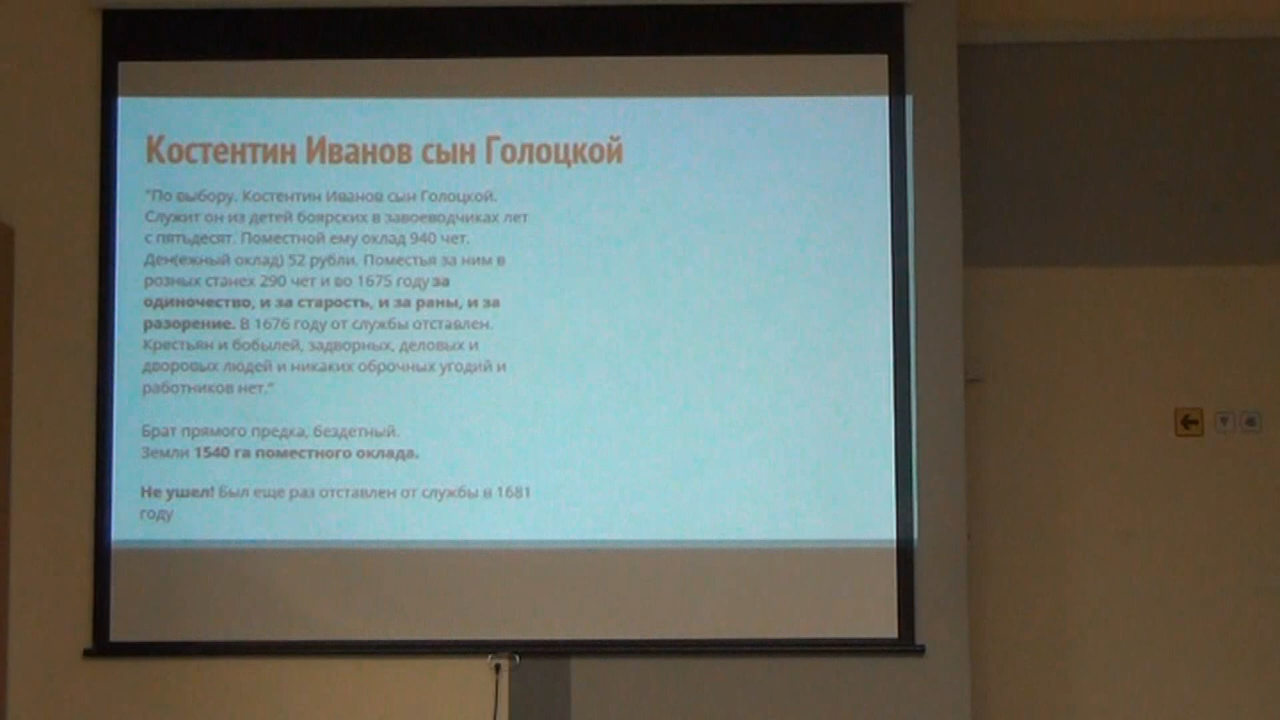 Костентин Иванов сын Голоцкой
"По выбору. Костентин Иванов сын Голоцкой.
Служит он из детей боярских в завоеводчиках лет
с пятьдесят. Поместной ему оклад 940 чет.
Ден(ежный оклад) 52 рубли. Поместья за ним в
розных станех 290 чет и во 1675 году за
одиночество, и за старость, и за раны, и за
разорение. В 1676 году от службы отставлен.
Крестьян и бобылей, задворных, деловых и
дворовых людей и никаких оброчных угодий и
работников нет."
Брат прямого предка, бездетный.
Земли 1540 га поместного оклада.
Не ушел! Был еще раз отставлен от службы в 1681
году